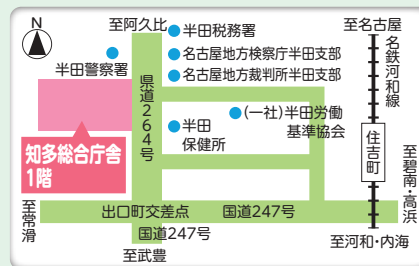 N
至阿久比
半田税務署
至名古屋
名古屋地方検察庁半田支部
半田警察署
名古屋地方裁判所半田支部
名鉄河和線
県道264号
(一社)半田労働
基準協会
半田
保健所
住吉町
知多総合庁舎
1階
至碧南・高浜
至常滑
出口町交差点
国道247号
国道247号
至河和・内海
至武豊